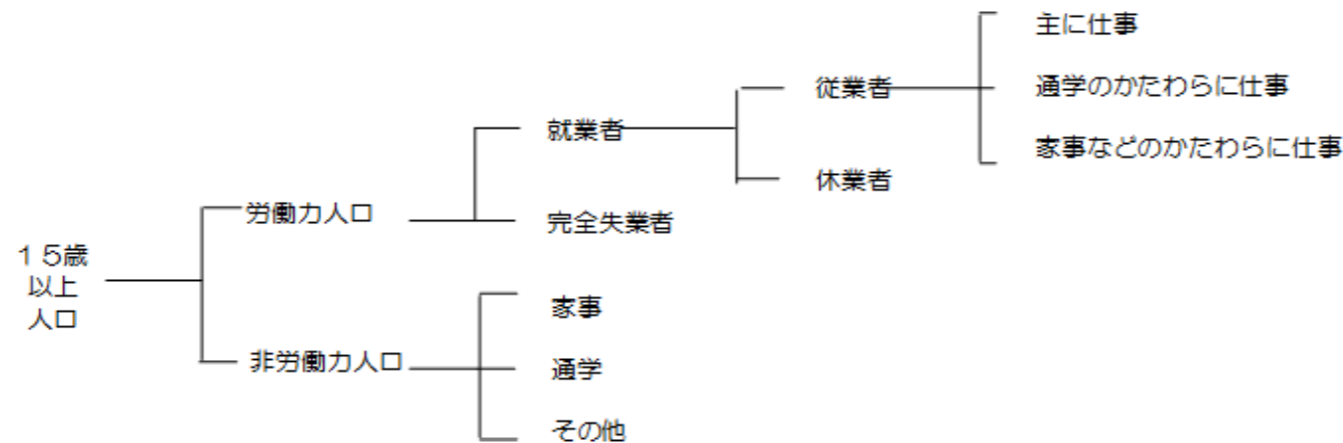 主に仕事
従業者
通学のかたわらに仕事
就業者
家事などのかたわらに仕事
休業者
労働力人口
完全失業者
１５歳
以上
人口
家事
非労働力人口
通学
その他